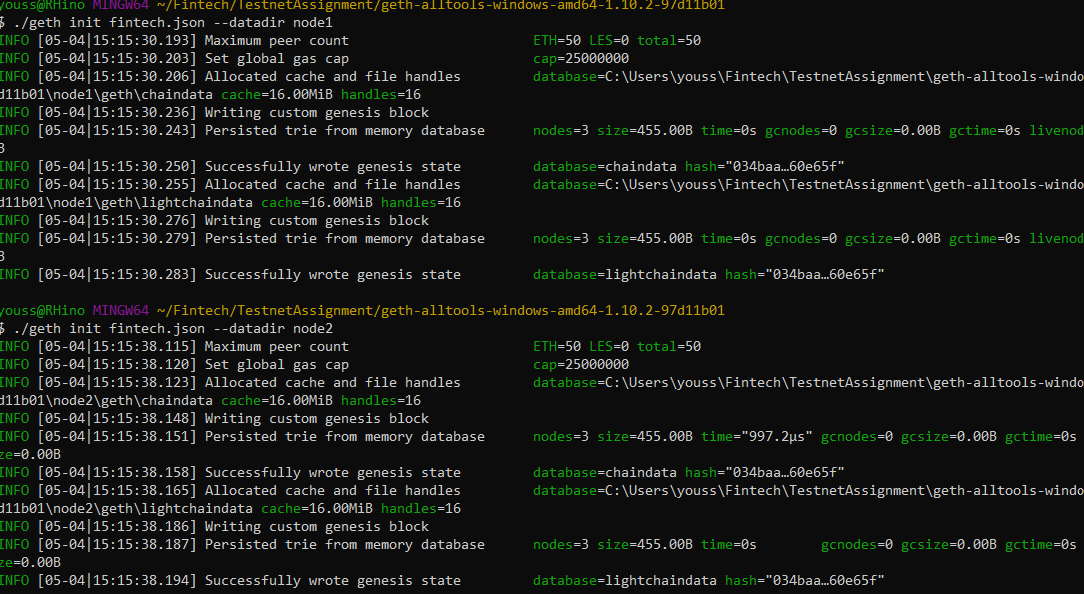 youss@RHino MINGW64 ~/Fintech/TestnetAssignment/geth-alltools-windows-amd64-1.10.2-97d11b01
$ ./geth init fintech.json --datadir node1
INFO [05-04|15:15:30.193] Maximum peer count ETH=50 LES=0 total=50
INFO [05-04|15:15:30.203] Set global gas cap cap=25000000
INFO [05-04|15:15:30.206] Allocated cache and file handles database=C:\Users\youss\Fintech\TestnetAssignment\geth-alltools-windo
d11b01\node1\geth\chaindata cache=16.00MiB handles=16
INFO [05-04|15:15:30.236] Writing custom genesis block
INFO [05-04|15:15:30.243] Persisted trie from memory database nodes=3 size=455.00B time=0s gcnodes=0 gcsize=0.00B gctime=0s livenod
B
INFO [05-04|15:15:30.250] Successfully wrote genesis state database=chaindata hash="034baa…60e65f"
INFO [05-04|15:15:30.255] Allocated cache and file handles database=C:\Users\youss\Fintech\TestnetAssignment\geth-alltools-windo
d11b01\node1\geth\lightchaindata cache=16.00MiB handles=16
INFO [05-04|15:15:30.276] Writing custom genesis block
INFO [05-04|15:15:30.279] Persisted trie from memory database nodes=3 size=455.00B time=0s gcnodes=0 gcsize=0.00B gctime=0s livenod
B
INFO [05-04|15:15:30.283] Successfully wrote genesis state database=lightchaindata hash="034baa…60e65f"
youss@RHino MINGW64 ~/Fintech/TestnetAssignment/geth-alltools-windows-amd64-1.10.2-97d11b01
$ ./geth init fintech.json --datadir node2
INFO [05-04|15:15:38.115] Maximum peer count ETH=50 LES=0 total=50
INFO [05-04|15:15:38.120] Set global gas cap cap=25000000
INFO [05-04|15:15:38.123] Allocated cache and file handles database=C:\Users\youss\Fintech\TestnetAssignment\geth-alltools-windo
d11b01\node2\geth\chaindata cache=16.00MiB handles=16
INFO [05-04|15:15:38.148] Writing custom genesis block
INFO [05-04|15:15:38.151] Persisted trie from memory database nodes=3 size=455.00B time="997.2µs" gcnodes=0 gcsize=0.00B gctime=0s
ze=0.00B
INFO [05-04|15:15:38.158] Successfully wrote genesis state database=chaindata hash="034baa…60e65f"
INFO [05-04|15:15:38.165] Allocated cache and file handles database=C:\Users\youss\Fintech\TestnetAssignment\geth-alltools-windo
d11b01\node2\geth\lightchaindata cache=16.00MiB handles=16
INFO [05-04|15:15:38.186] Writing custom genesis block
INFO [05-04|15:15:38.187] Persisted trie from memory database nodes=3 size=455.00B time=0s gcnodes=0 gcsize=0.00B gctime=0s
ze=0.00B
INFO [05-04|15:15:38.194] Successfully wrote genesis state database=lightchaindata hash="034baa…60e65f"